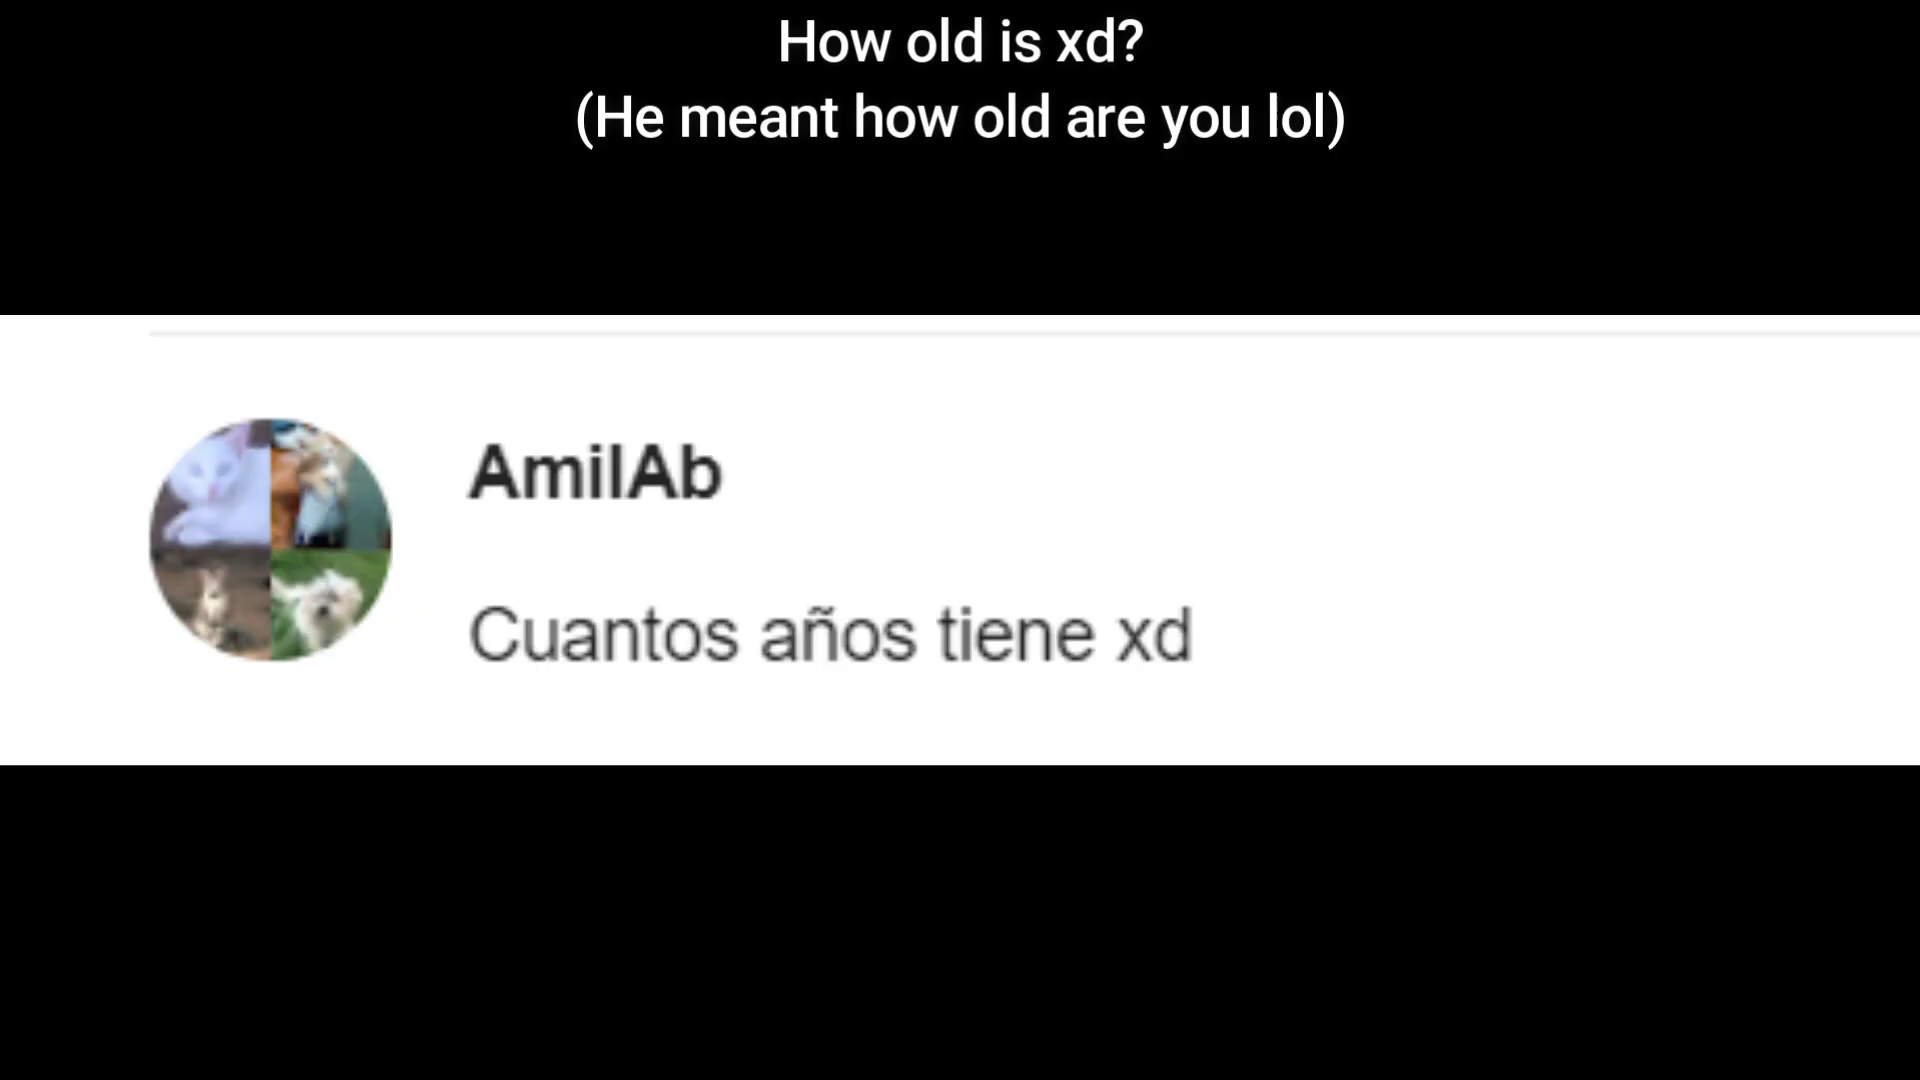 How old is xd?
(He meant how old are you lol)
AmilAb
Cuantos años tiene xd